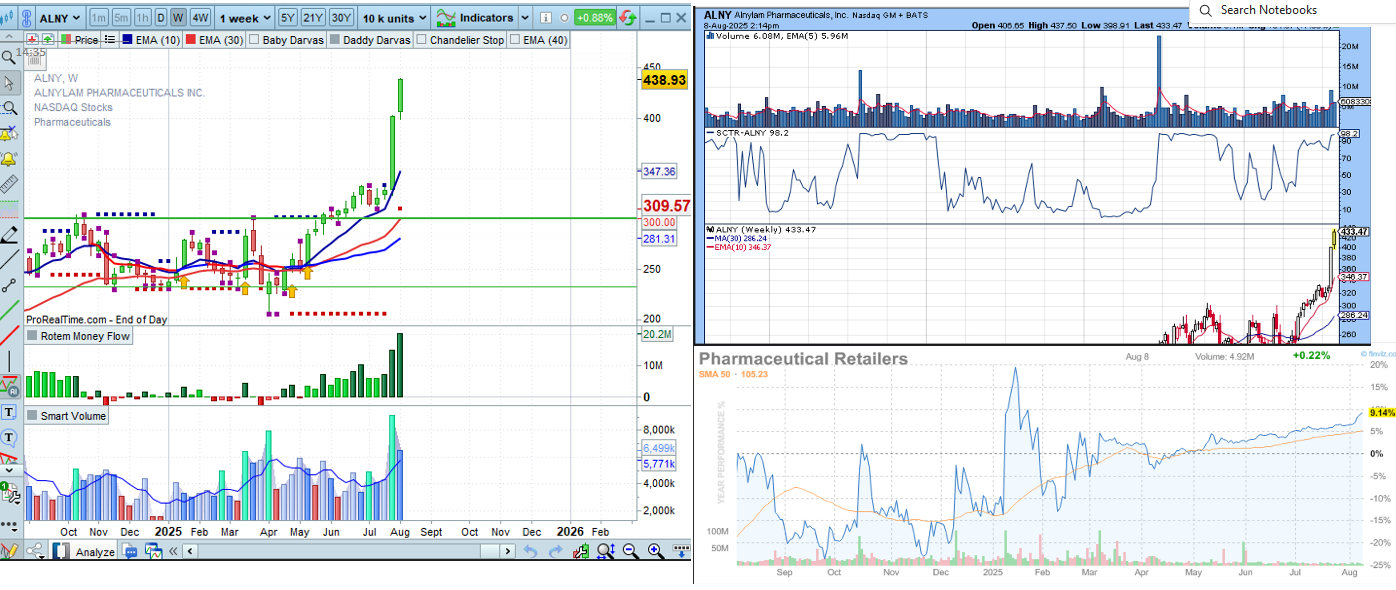 ALNY 1m 5m 1h D W 4W 1 week 5Y 21Y 30Y 10 k units Indicators +0.88%
Price EMA (10) EMA (30) Baby Darvas Daddy Darvas Chandelier Stop EMA (40)
14:35
ALNY, W
ALNYLAM PHARMACEUTICALS INC.
NASDAQ Stocks
Pharmaceuticals
450
438.93
400
347.36
309.57
300.00
281.31
250
200
ProRealTime.com - End of Day
Rotem Money Flow
20.2M
10M
0
Smart Volume
8,000k
6,499k
5,771k
4,000k
2,000k
Oct Nov Dec 2025 Feb Mar Apr May Jun Jul Aug Sept Oct Nov Dec 2026 Feb
Analyze
Search Notebooks
ALNY Alnylam Pharmaceuticals, Inc. Nasdaq GM + BATS
8-Aug-2025 2:14pm
Open 406.65 High 437.50 Low 398.91 Last 433.47
Volume 6.08M, EMA(5) 5.96M
20M
15M
10M
6083308
SCTR-ALNY 98.2
98.2
90
70
50
30
10
ALNY (Weekly) 433.47
MA(30) 286.24
EMA(10) 346.37
433.47
420
400
380
360
346.37
320
300
286.24
260
Pharmaceutical Retailers
Aug 8 Volume: 4.92M +0.22% © finviz.co
SMA 50 · 105.23
YEAR PERFORMANCE %
20%
15%
9.14%
5%
0%
-5%
-10%
-15%
-20%
-25%
100M
50M
Sep Oct Nov Dec 2025 Feb Mar Apr May Jun Jul Aug